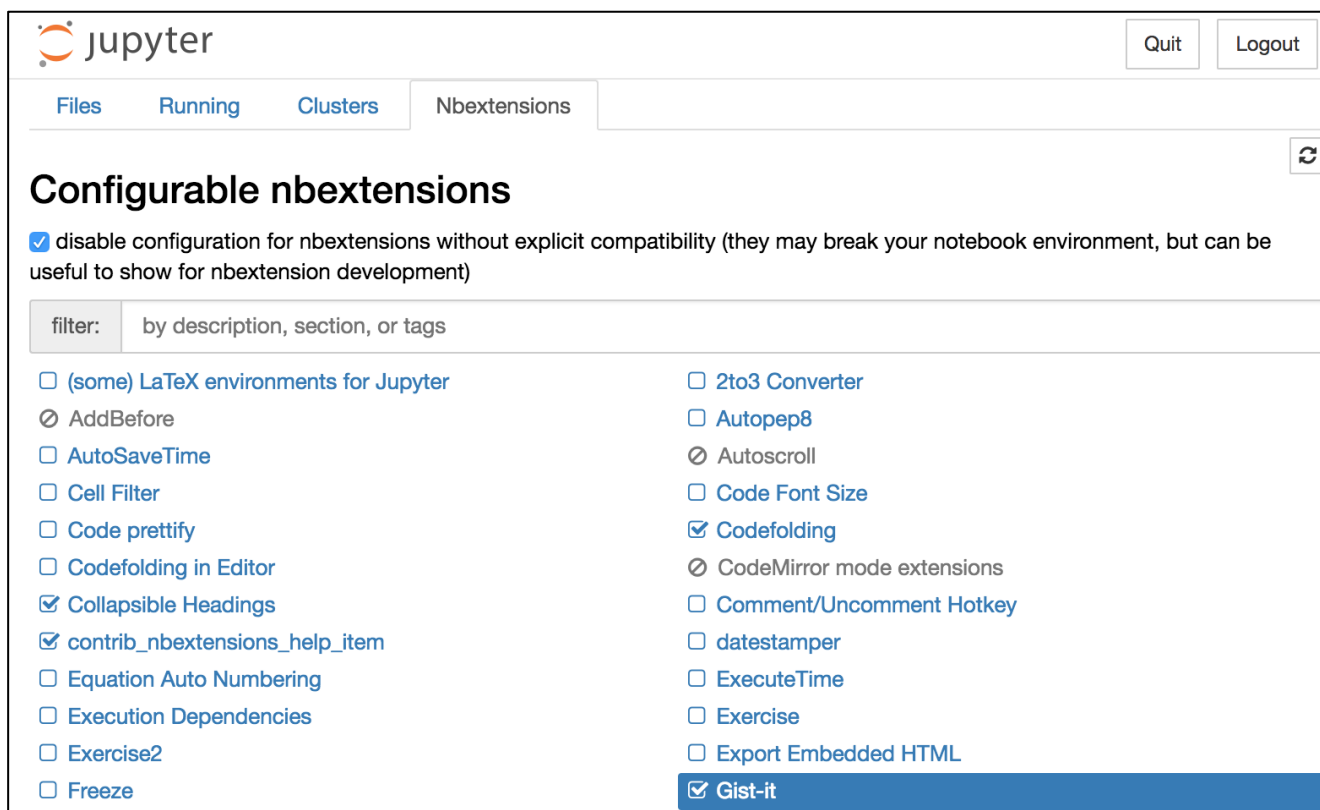 jupyter
Quit
Logout
Files
Running
Clusters
Nbextensions
Configurable nbextensions
disable configuration for nbextensions without explicit compatibility (they may break your notebook environment, but can be
useful to show for nbextension development)
filter:
by description, section, or tags
(some) LaTeX environments for Jupyter
2to3 Converter
AddBefore
Autopep8
AutoSaveTime
Autoscroll
Cell Filter
Code Font Size
Code prettify
Codefolding
Codefolding in Editor
CodeMirror mode extensions
Collapsible Headings
Comment/Uncomment Hotkey
contrib_nbextensions_help_item
datestamper
Equation Auto Numbering
ExecuteTime
Execution Dependencies
Exercise
Exercise2
Export Embedded HTML
Freeze
Gist-it